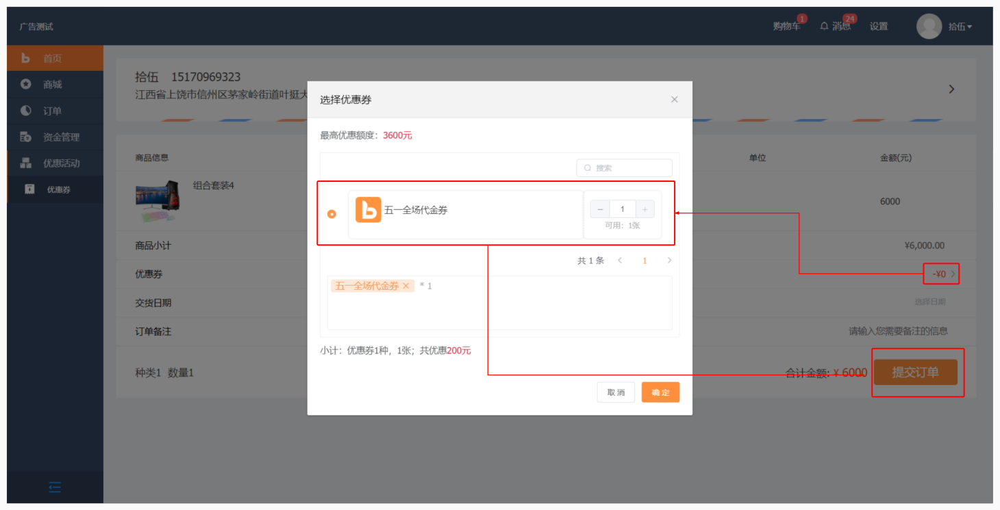 广告测试
购物车 1 消息 24 设置 拾伍
首页
商城
订单
资金管理
优惠活动
优惠券
拾伍 15170969323
江西省上饶市信州区茅家岭街道叶挺大
选择优惠券
最高优惠额度：3600元
搜索
五一全场代金券
1
可用：1张
共 1 条 1
五一全场代金券 * 1
小计：优惠券1种，1张；共优惠200元
取消 确定
商品信息 单位 金额(元)
组合套装4 6000
商品小计 ¥6,000.00
优惠券 -¥0
交货日期 选择日期
订单备注 请输入您需要备注的信息
种类1 数量1 合计金额: ¥ 6000 提交订单